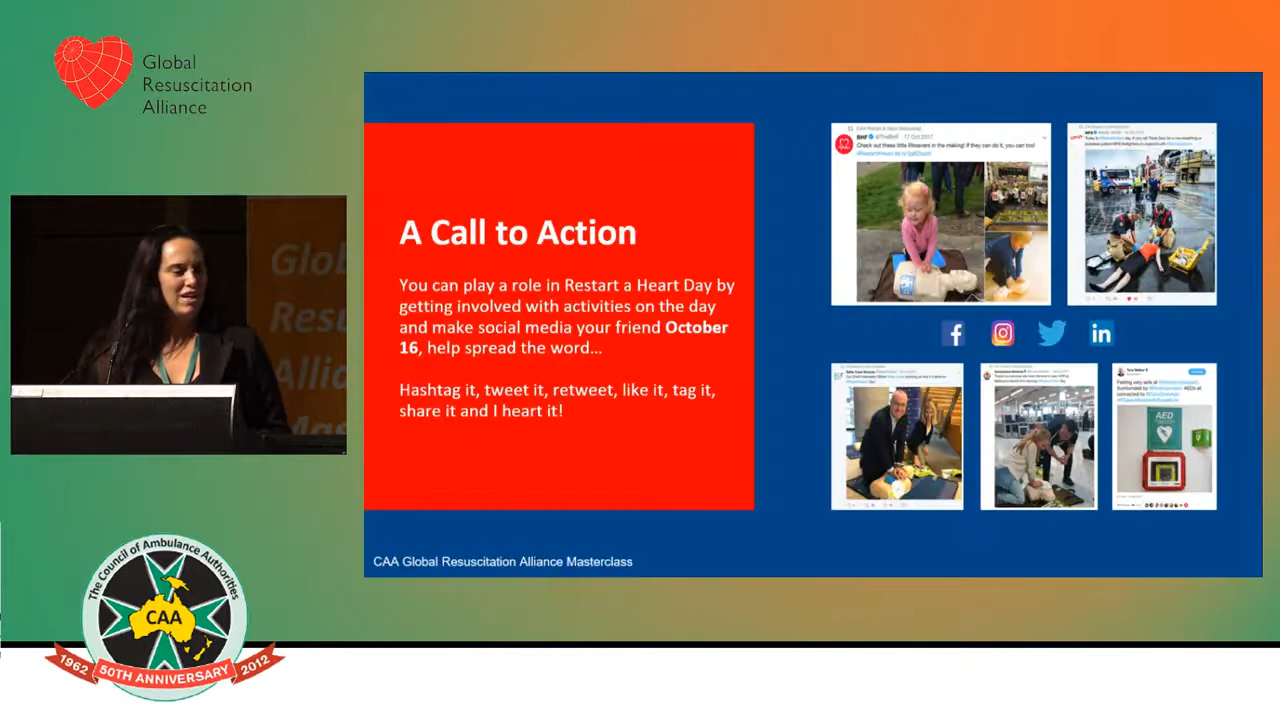 Global
Resuscitation
Alliance
A Call to Action
You can play a role in Restart a Heart Day by
getting involved with activities on the day
and make social media your friend October
16, help spread the word...
Hashtag it, tweet it, retweet, like it, tag it,
share it and I heart it!
BHF
17 Oct 2017
Check out these little lifesavers in the making! If they can do it, you can too!
AED
CAA Global Resuscitation Alliance Masterclass
The Council of Ambulance Authorities
CAA
1962
50TH ANNIVERSARY
2012